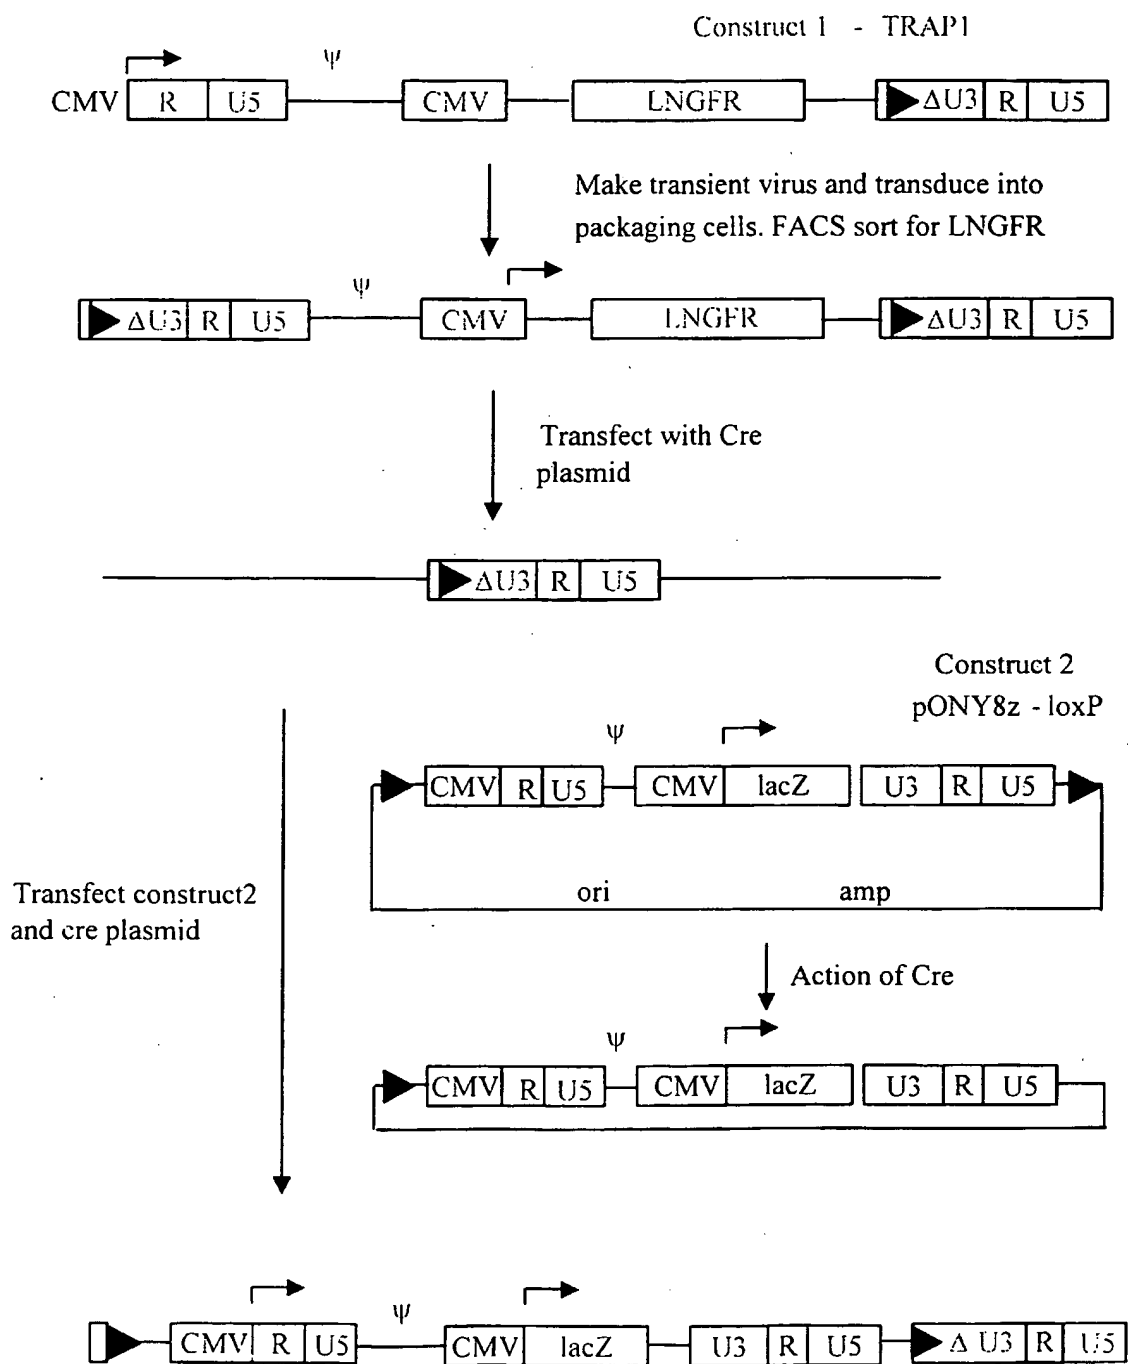 Construct 1 - TRAP1
ψ
CMV R U5 CMV LNGFR ΔU3 R U5
Make transient virus and transduce into
packaging cells. FACS sort for LNGFR
ψ
ΔU3 R U5 CMV LNGFR ΔU3 R U5
Transfect with Cre
plasmid
ΔU3 R U5
Construct 2
pONY8z - loxP
ψ
CMV R U5 CMV lacZ U3 R U5
ori amp
Transfect construct2
and cre plasmid
Action of Cre
ψ
CMV R U5 CMV lacZ U3 R U5
ψ
CMV R U5 CMV lacZ U3 R U5 Δ U3 R U5